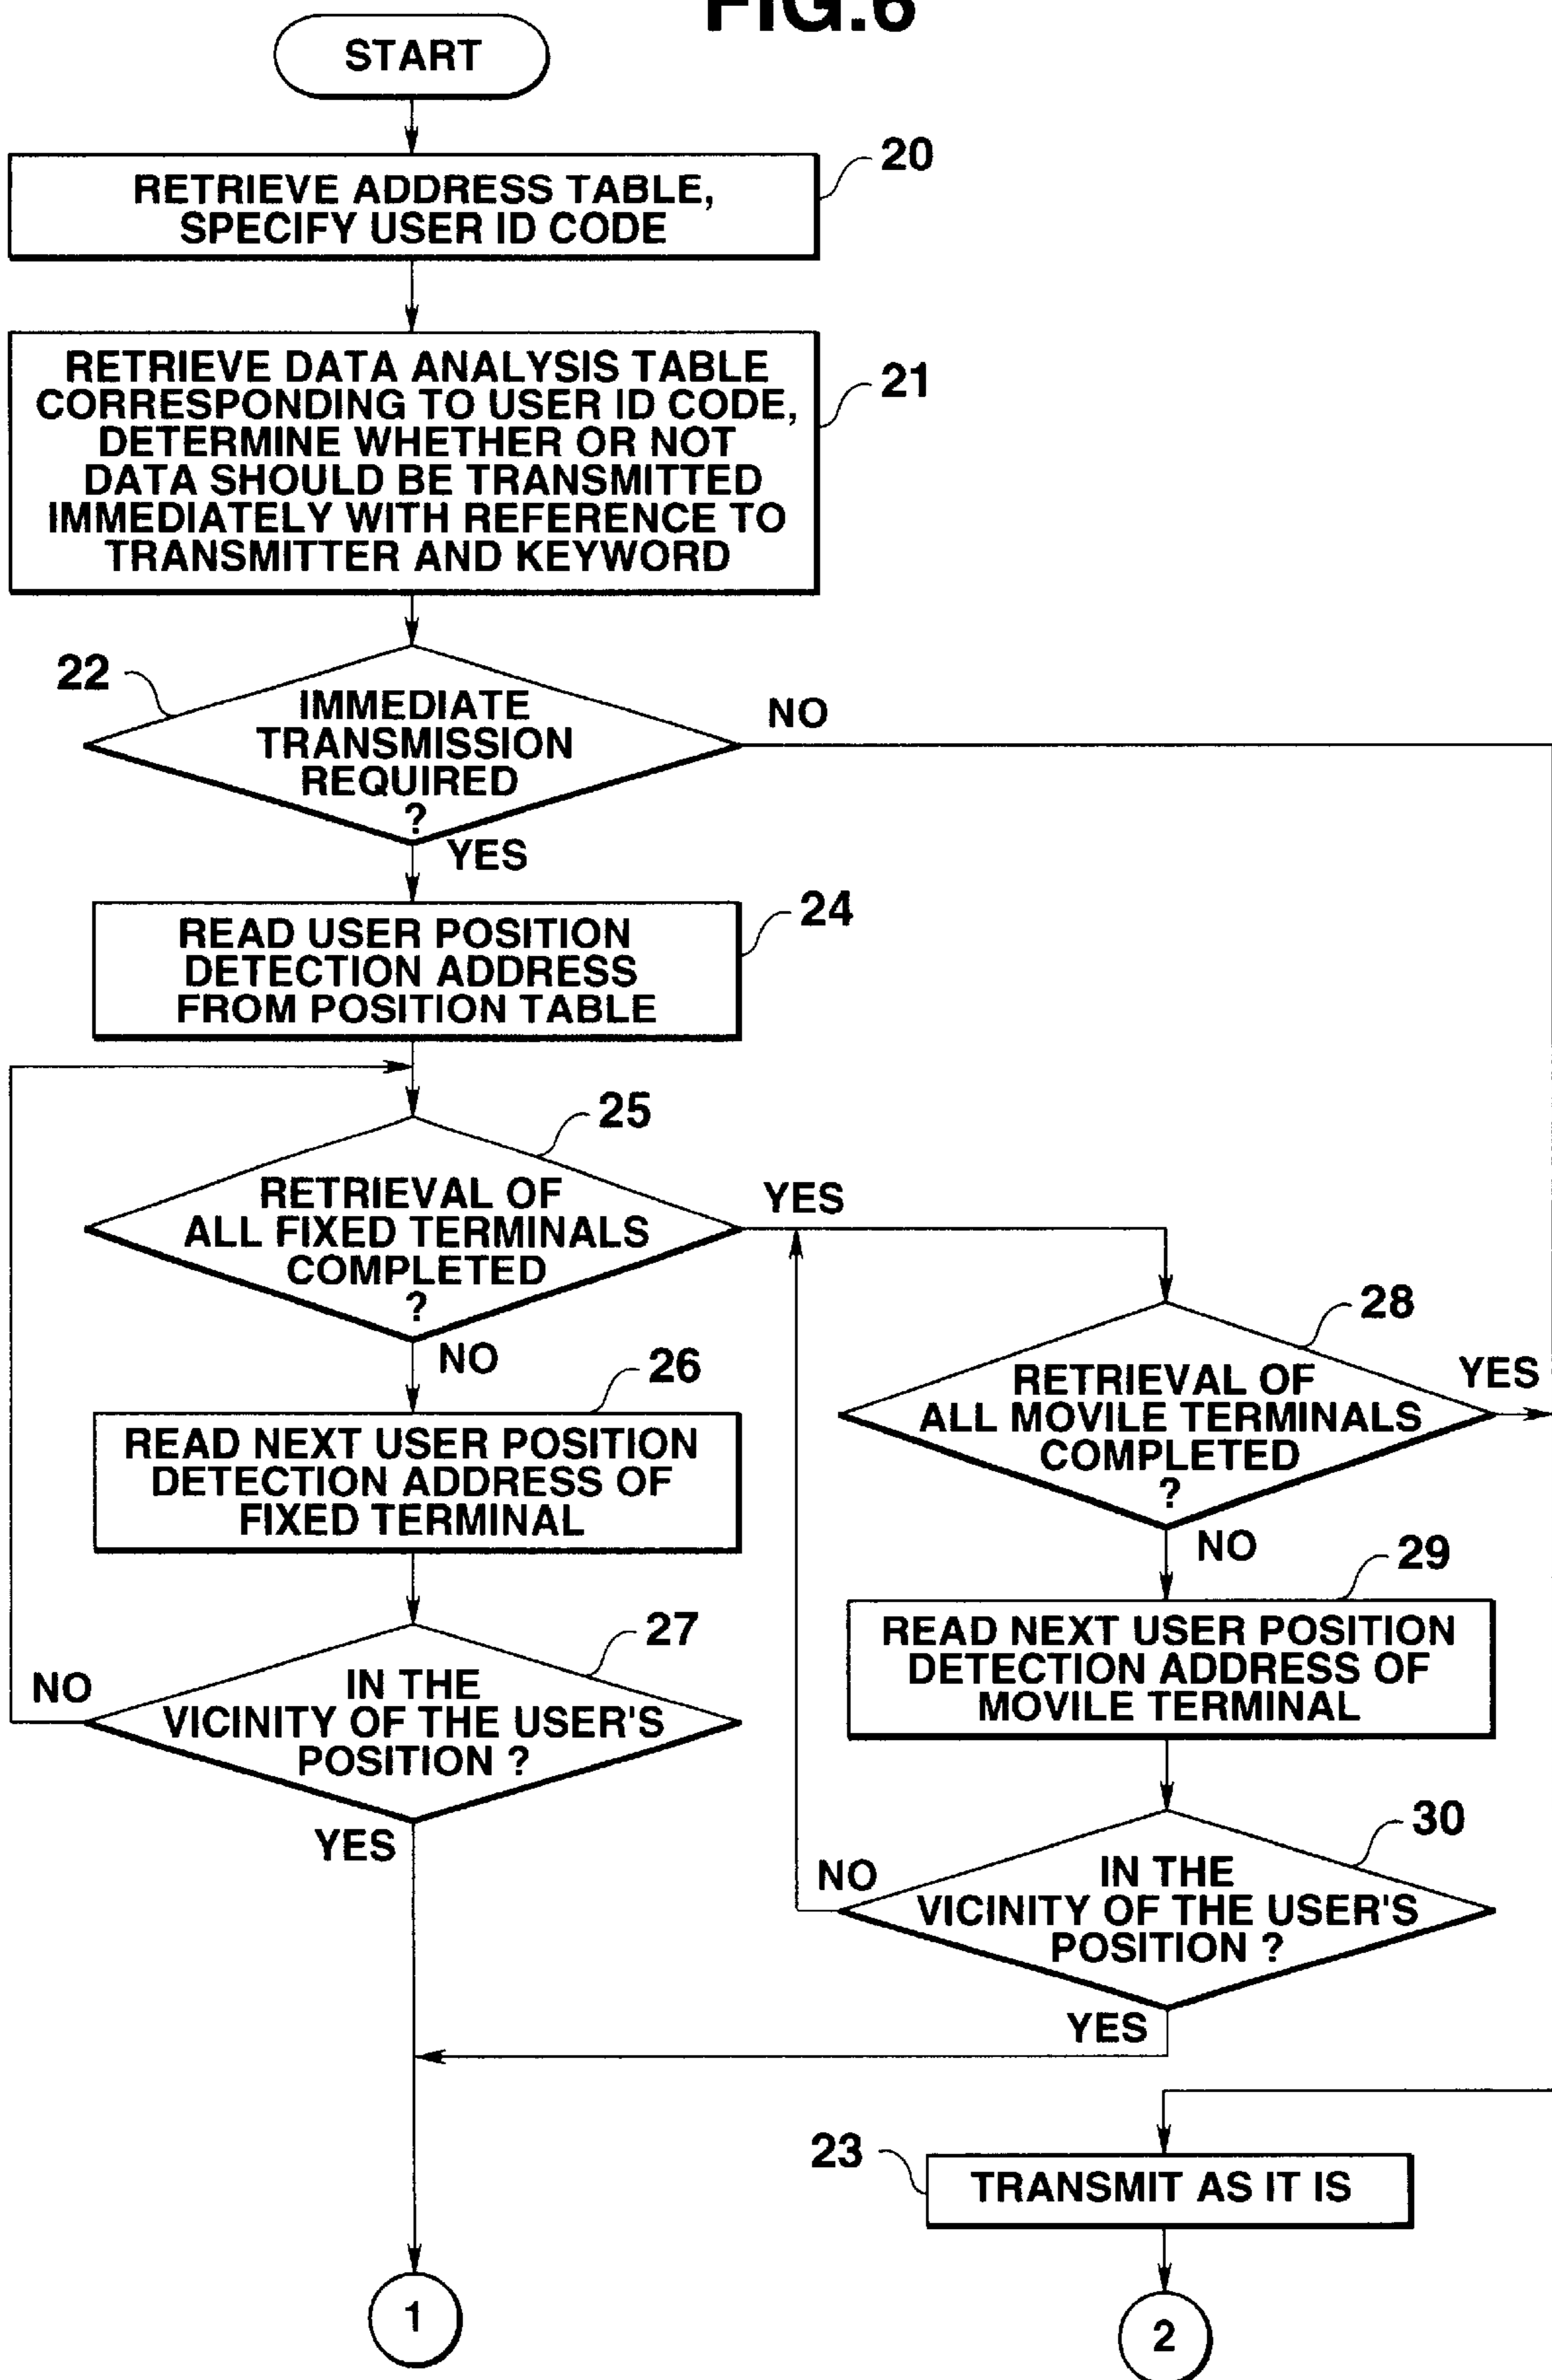 FIG.6
START
20
RETRIEVE ADDRESS TABLE,
SPECIFY USER ID CODE
21
RETRIEVE DATA ANALYSIS TABLE
CORRESPONDING TO USER ID CODE,
DETERMINE WHETHER OR NOT
DATA SHOULD BE TRANSMITTED
IMMEDIATELY WITH REFERENCE TO
TRANSMITTER AND KEYWORD
22
IMMEDIATE
TRANSMISSION
REQUIRED
?
NO
YES
24
READ USER POSITION
DETECTION ADDRESS
FROM POSITION TABLE
25
RETRIEVAL OF
ALL FIXED TERMINALS
COMPLETED
?
YES
NO
26
READ NEXT USER POSITION
DETECTION ADDRESS OF
FIXED TERMINAL
27
IN THE
VICINITY OF THE USER'S
POSITION ?
NO
YES
28
RETRIEVAL OF
ALL MOVILE TERMINALS
COMPLETED
?
YES
NO
29
READ NEXT USER POSITION
DETECTION ADDRESS OF
MOVILE TERMINAL
30
IN THE
VICINITY OF THE USER'S
POSITION ?
NO
YES
23
TRANSMIT AS IT IS
1
2